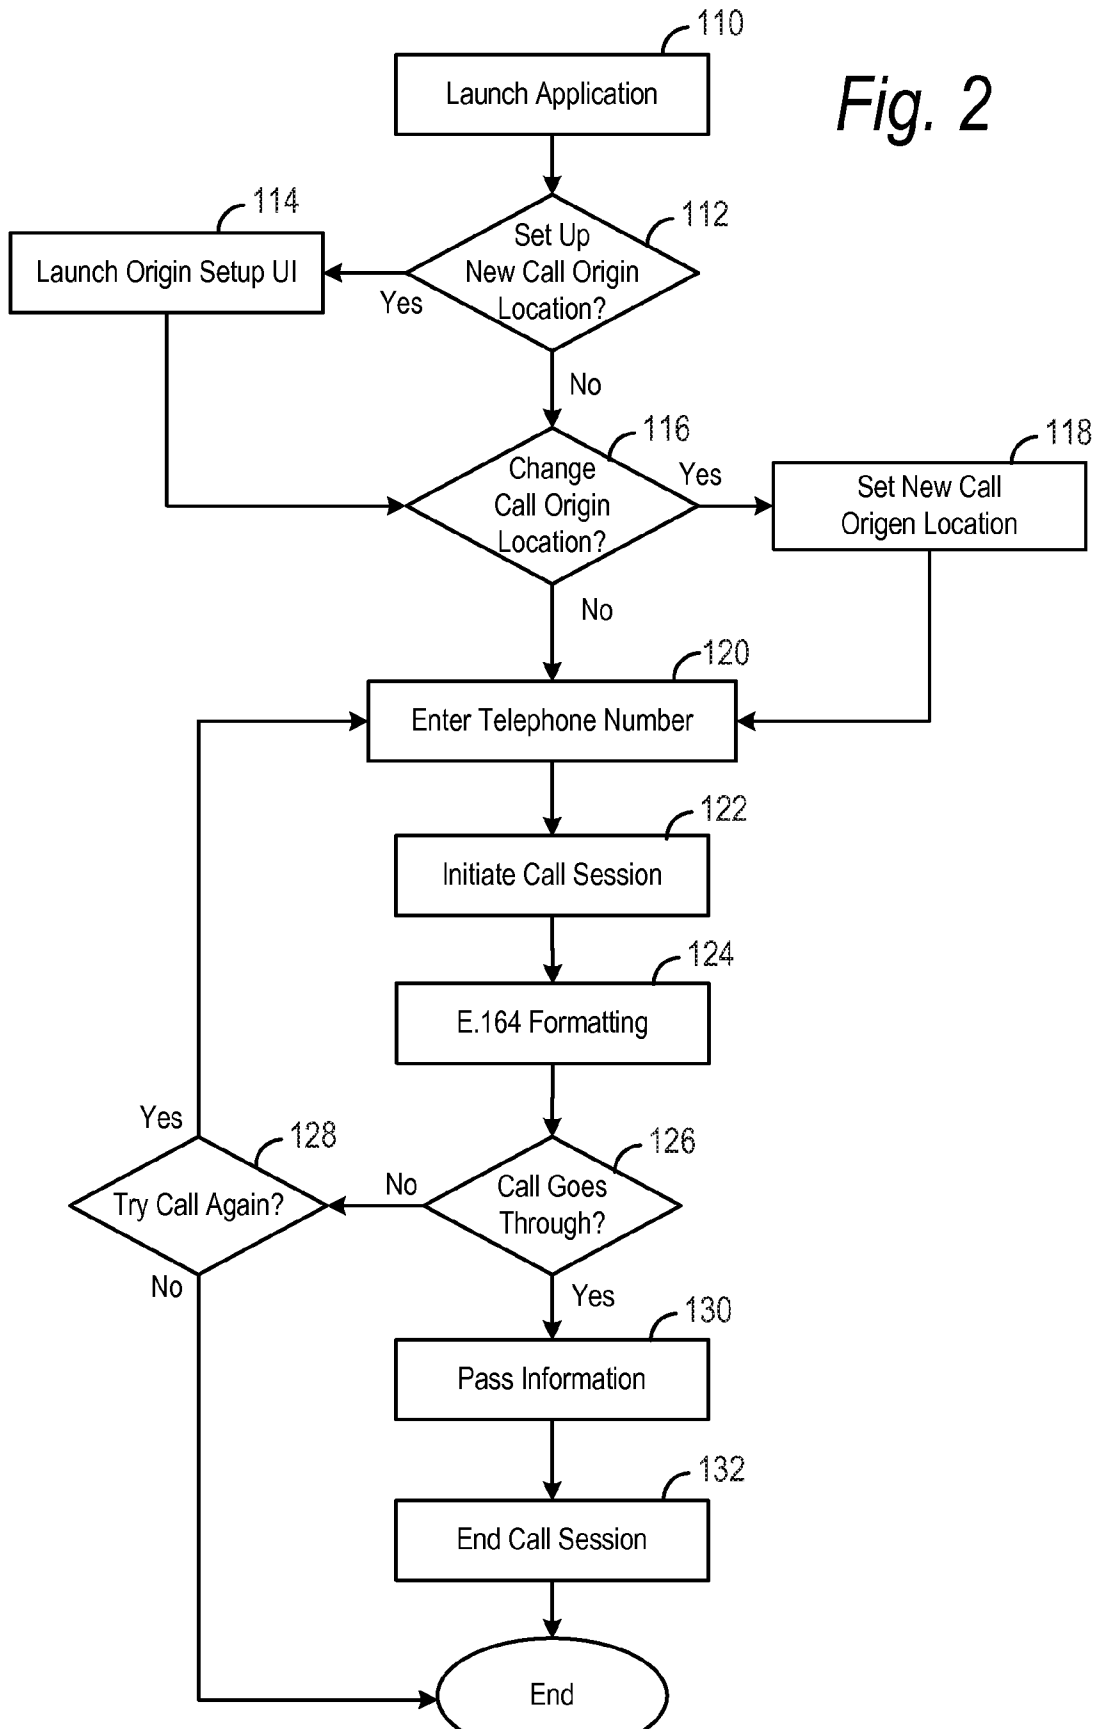 110
Launch Application
Fig. 2
114
112
Set Up
New Call Origin
Location?
Launch Origin Setup UI
Yes
No
116
118
Change
Call Origin
Location?
Yes
Set New Call
Origen Location
No
120
Enter Telephone Number
122
Initiate Call Session
124
E.164 Formatting
Yes
128
126
Try Call Again?
No
Call Goes
Through?
No
Yes
130
Pass Information
132
End Call Session
End